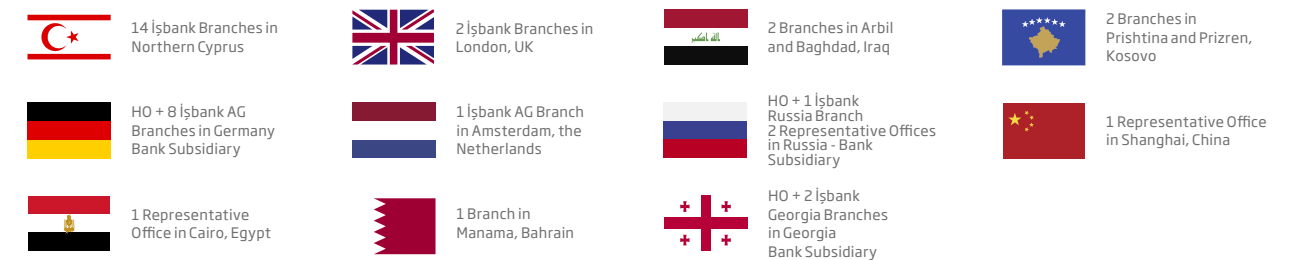 14 İşbank Branches in
Northern Cyprus
2 İşbank Branches in
London, UK
2 Branches in Arbil
and Baghdad, Iraq
2 Branches in
Prishtina and Prizren,
Kosovo
HO + 8 İşbank AG
Branches in Germany
Bank Subsidiary
1 İşbank AG Branch
in Amsterdam, the
Netherlands
HO + 1 İşbank
Russia Branch
2 Representative Offices
in Russia - Bank
Subsidiary
1 Representative Office
in Shanghai, China
1 Representative
Office in Cairo, Egypt
1 Branch in
Manama, Bahrain
HO + 2 İşbank
Georgia Branches
in Georgia
Bank Subsidiary